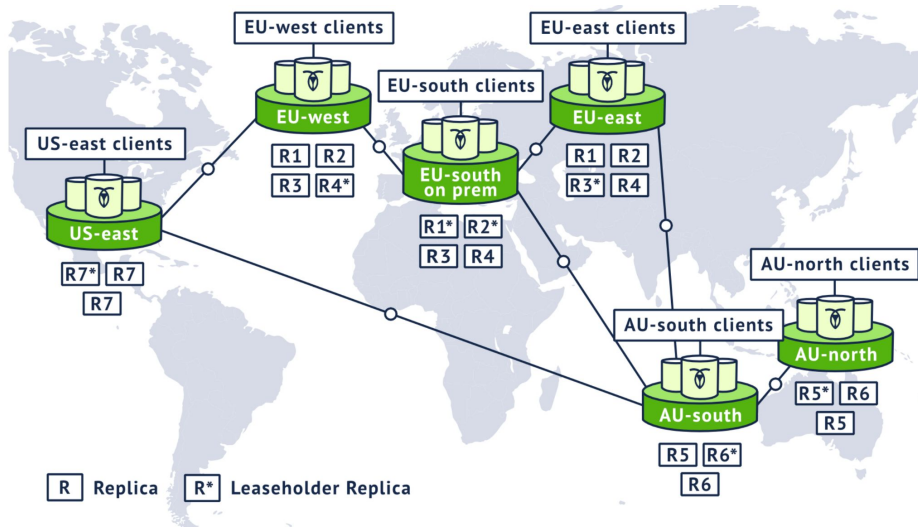 EU-west clients
EU-east clients
EU-south clients
US-east clients
EU-west
EU-east
R1 R2
R3 R4*
EU-south
on prem
R1 R2
R3* R4
US-east
R1* R2*
R3 R4
R7* R7
R7
AU-north clients
AU-south clients
AU-north
R5* R6
R5
AU-south
R5 R6*
R6
R Replica R* Leaseholder Replica